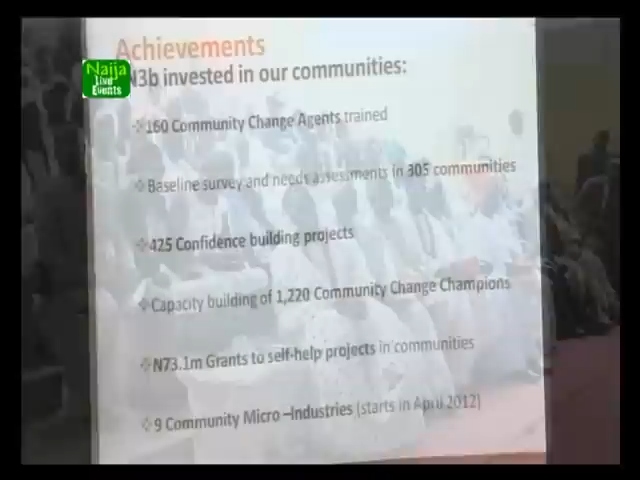 Achievements
Naija
Live
Events
N3b invested in our communities:
160 Community Change Agents trained
Baseline survey and needs assessments in 305 communities
425 Confidence building projects
Capacity building of 1,220 Community Change Champions
N73.1m Grants to self-help projects in communities
9 Community Micro –Industries (starts in April 2012)